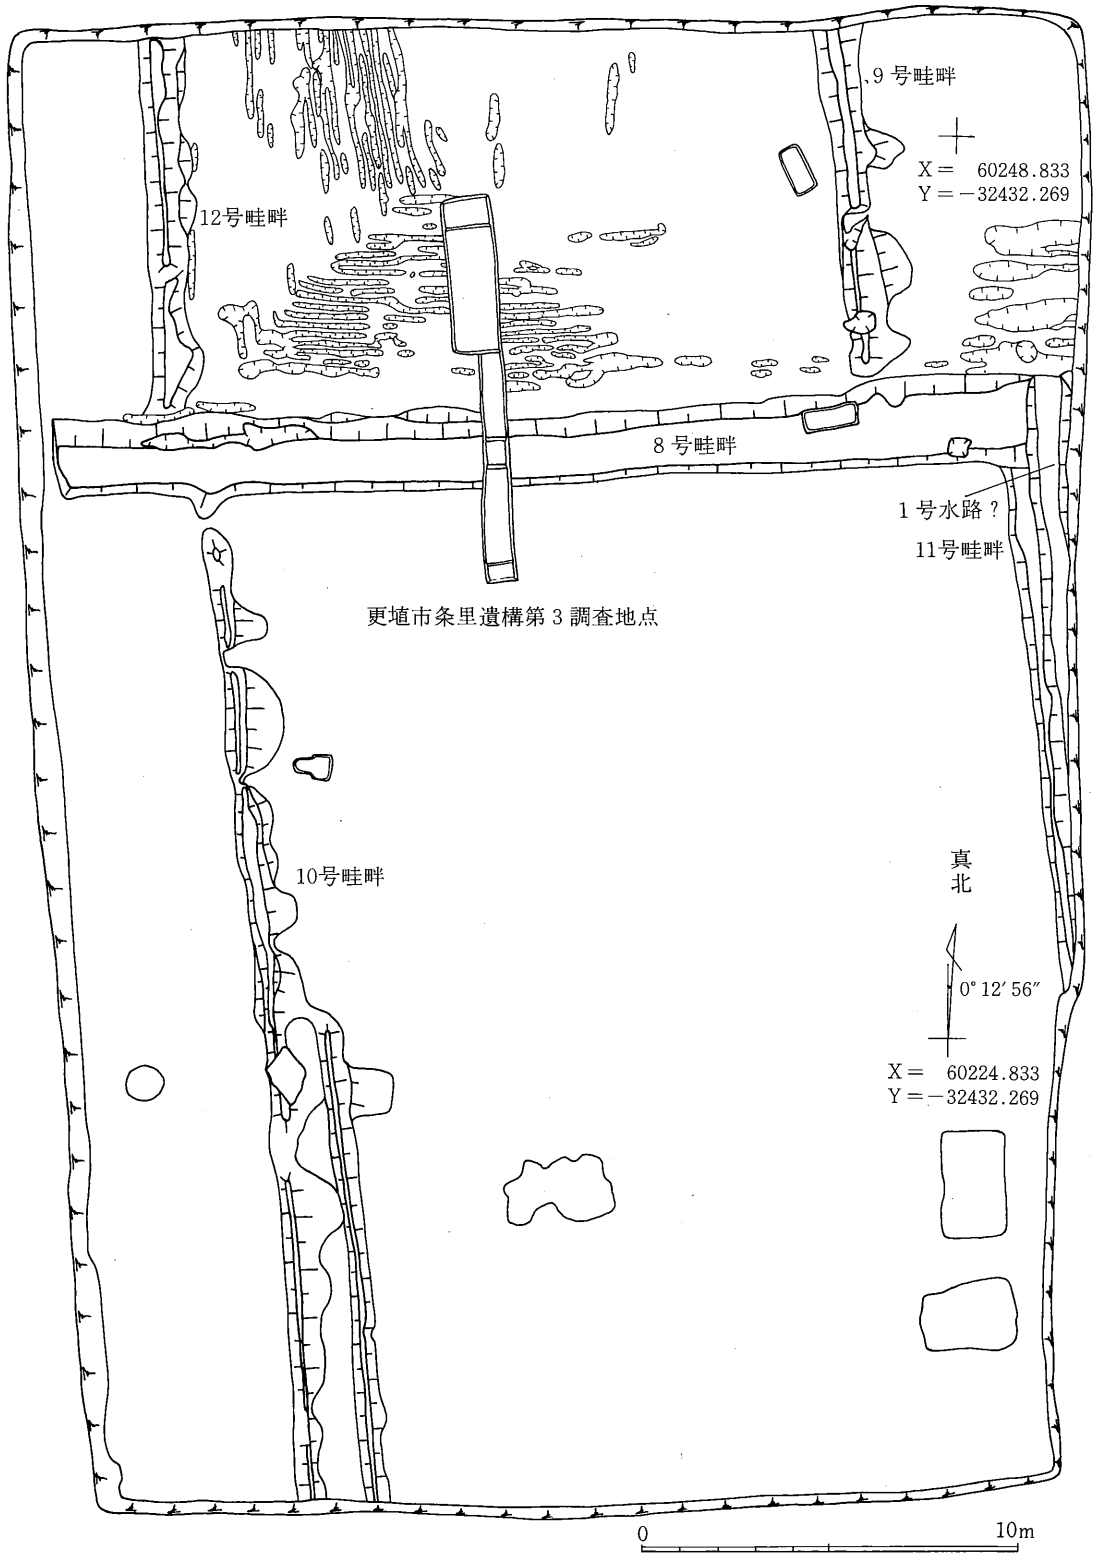 9号畦畔
X＝ 60248.833
Y＝−32432.269
12号畦畔
8号畦畔
1号水路？
11号畦畔
更埴市条里遺構第3調査地点
10号畦畔
真北
0°12′56″
X＝ 60224.833
Y＝−32432.269
0 10m